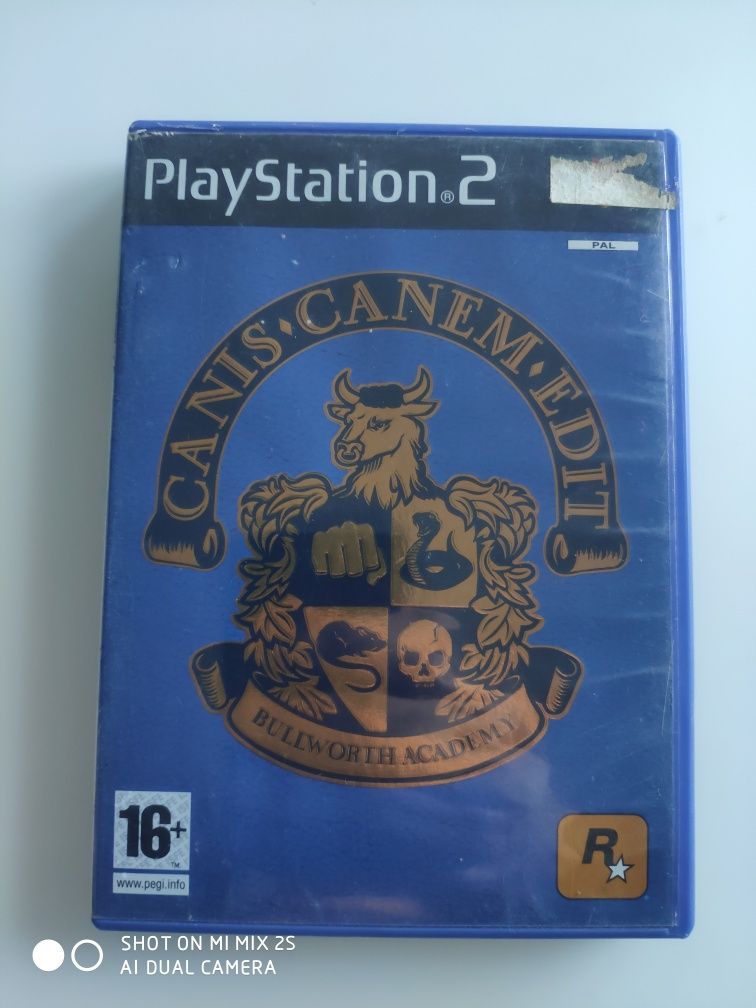 PlayStation®2
PAL
CANIS·CANEM·EDIT
BULLWORTH ACADEMY
16+
TM
www.pegi.info
R
SHOT ON MI MIX 2S
AI DUAL CAMERA